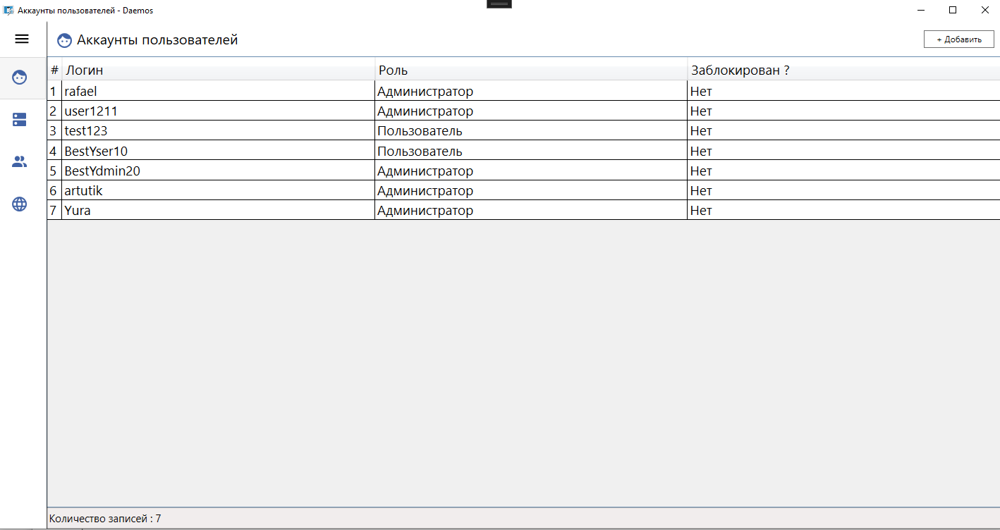 Аккаунты пользователей - Daemos
Аккаунты пользователей
+ Добавить
# Логин Роль Заблокирован ?
1 rafael Администратор Нет
2 user1211 Администратор Нет
3 test123 Пользователь Нет
4 BestYser10 Пользователь Нет
5 BestYdmin20 Администратор Нет
6 artutik Администратор Нет
7 Yura Администратор Нет
Количество записей : 7